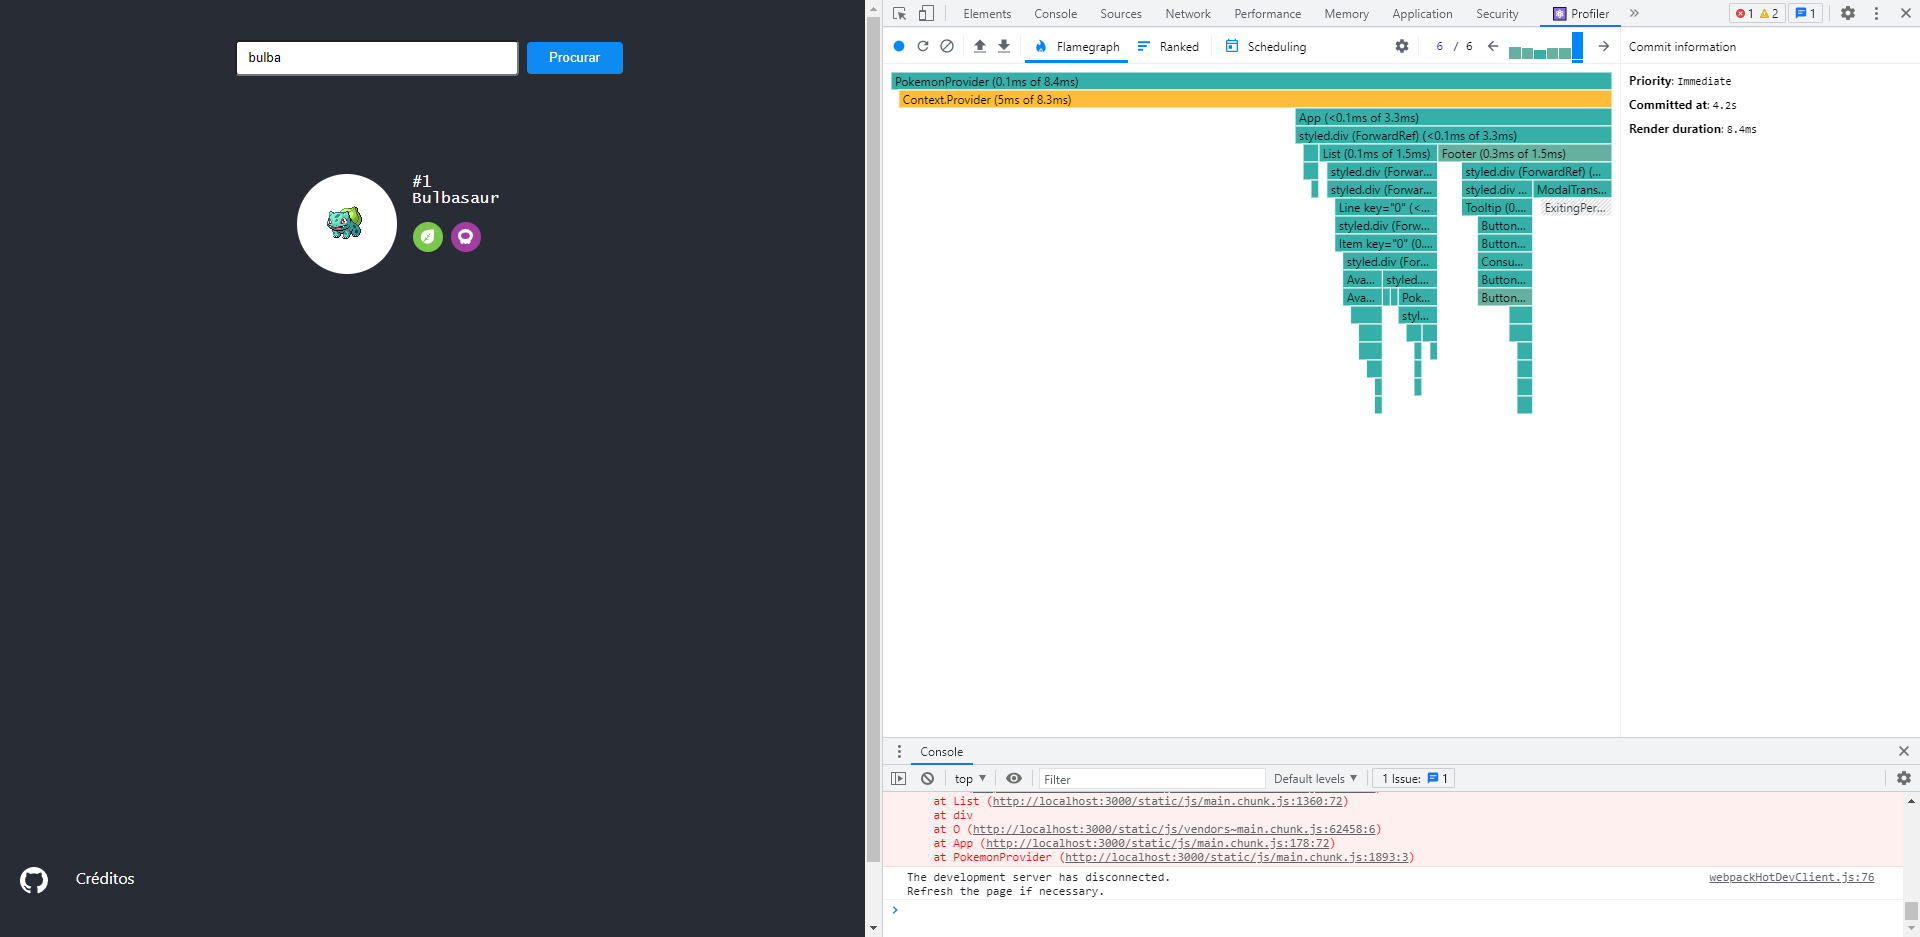 bulba
Procurar
#1
Bulbasaur
Créditos
Elements Console Sources Network Performance Memory Application Security Profiler 1 2 1
Flamegraph Ranked Scheduling 6 / 6
PokemonProvider (0.1ms of 8.4ms)
Context.Provider (5ms of 8.3ms)
App (<0.1ms of 3.3ms)
styled.div (ForwardRef) (<0.1ms of 3.3ms)
List (0.1ms of 1.5ms) Footer (0.3ms of 1.5ms)
styled.div (Forwar... styled.div (ForwardRef) (...
styled.div (Forwar... styled.div ... ModalTrans...
Line key="0" (<... Tooltip (0.... ExitingPer...
styled.div (Forw... Button...
Item key="0" (0.... Button...
styled.div (For... Consu...
Ava... styled.... Button...
Ava... Pok... Button...
styl...
Commit information
Priority: Immediate
Committed at: 4.2s
Render duration: 8.4ms
Console
top Filter Default levels 1 Issue: 1
at List (http://localhost:3000/static/js/main.chunk.js:1360:72)
at div
at O (http://localhost:3000/static/js/vendors~main.chunk.js:62458:6)
at App (http://localhost:3000/static/js/main.chunk.js:178:72)
at PokemonProvider (http://localhost:3000/static/js/main.chunk.js:1893:3)
The development server has disconnected. webpackHotDevClient.js:76
Refresh the page if necessary.